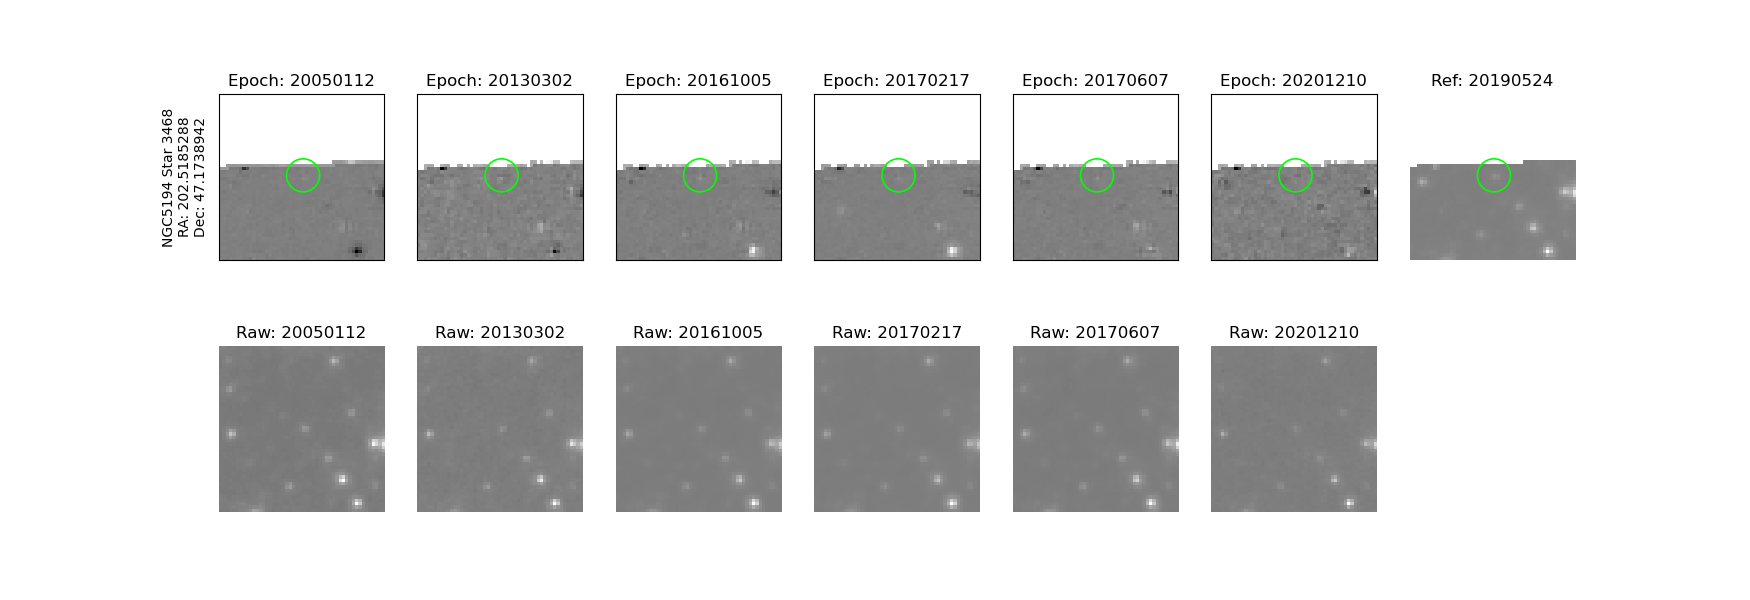 NGC5194 Star 3468
RA: 202.5185288
Dec: 47.1738942
Epoch: 20050112
Epoch: 20130302
Epoch: 20161005
Epoch: 20170217
Epoch: 20170607
Epoch: 20201210
Ref: 20190524
Raw: 20050112
Raw: 20130302
Raw: 20161005
Raw: 20170217
Raw: 20170607
Raw: 20201210